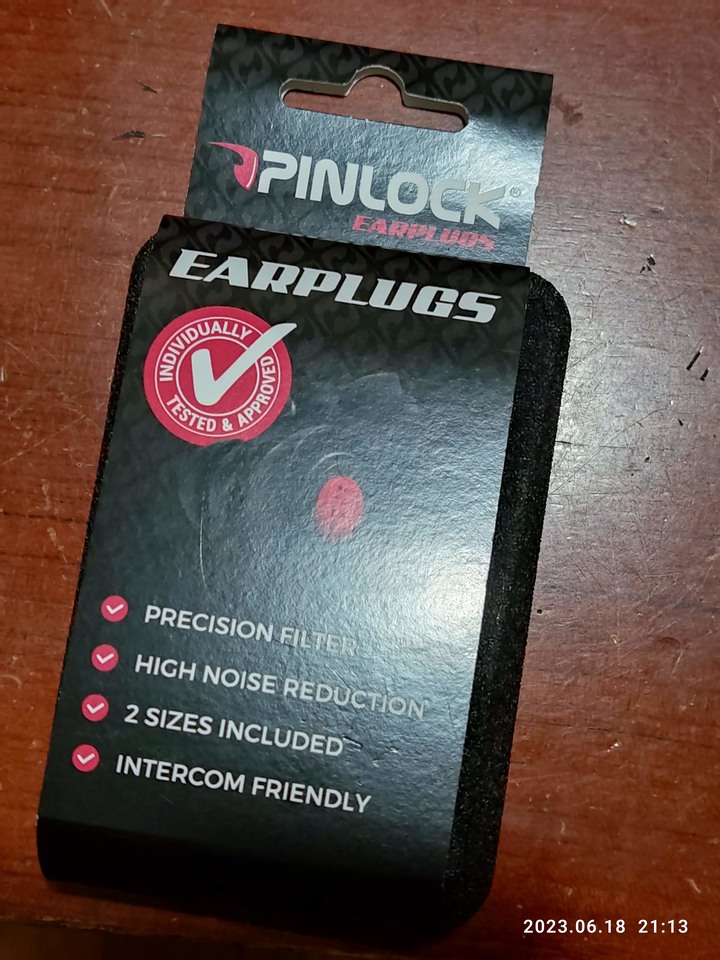 PINLOCK®
EARPLUGS
EARPLUGS
INDIVIDUALLY
TESTED & APPROVED
PRECISION FILTER
HIGH NOISE REDUCTION
2 SIZES INCLUDED
INTERCOM FRIENDLY
2023.06.18 21:13